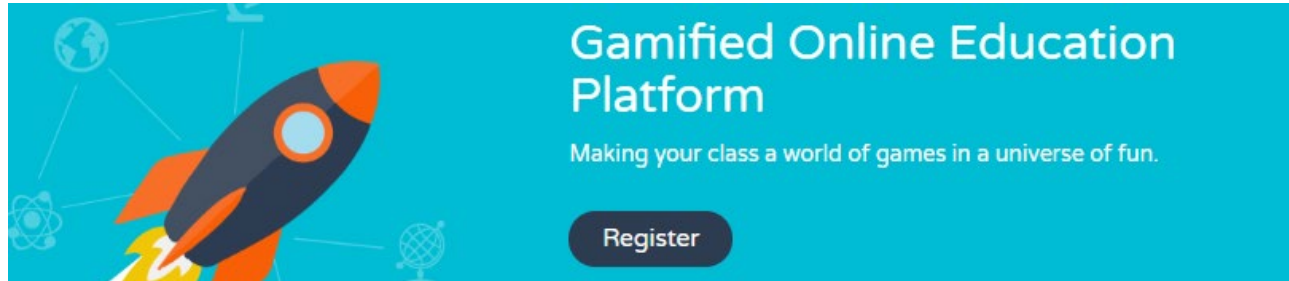 Gamified Online Education
Platform
Making your class a world of games in a universe of fun.
Register